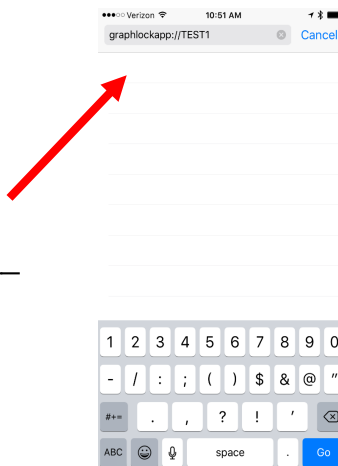 Verizon 10:51 AM
graphlockapp://TEST1 Cancel
1 2 3 4 5 6 7 8 9 0
- / : ; ( ) $ & @ "
#+= . , ? ! '
ABC space . Go